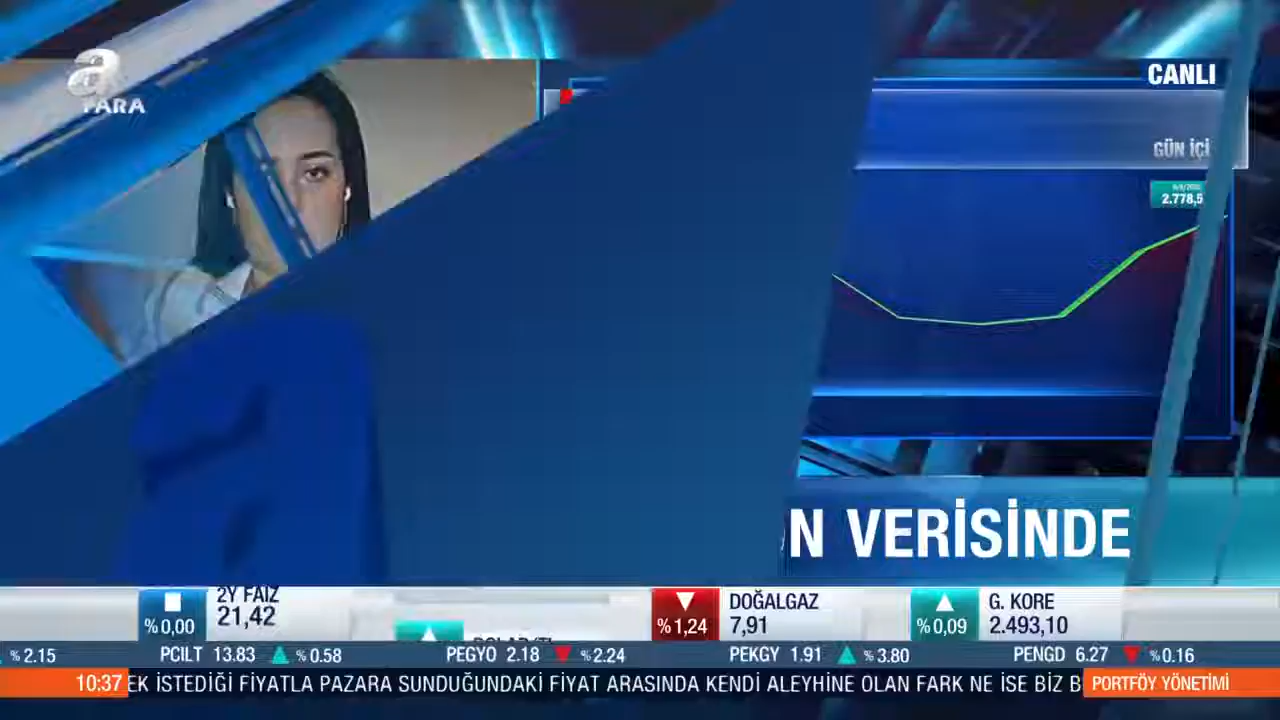 a
PARA
CANLI
GÜN İÇİ
2.778,5
N VERİSİNDE
%0,00 2Y FAİZ 21,42
%1,24 DOĞALGAZ 7,91
%0,09 G. KORE 2.493,10
%2.15 PCILT 13.83 %0.58 PEGYO 2.18 %2.24 PEKGY 1.91 %3.80 PENGD 6.27 %0.16
10:37 EK İSTEDİĞİ FİYATLA PAZARA SUNDUĞUNDAKİ FİYAT ARASINDA KENDİ ALEYHİNE OLAN FARK NE İSE BİZ B PORTFÖY YÖNETİMİ